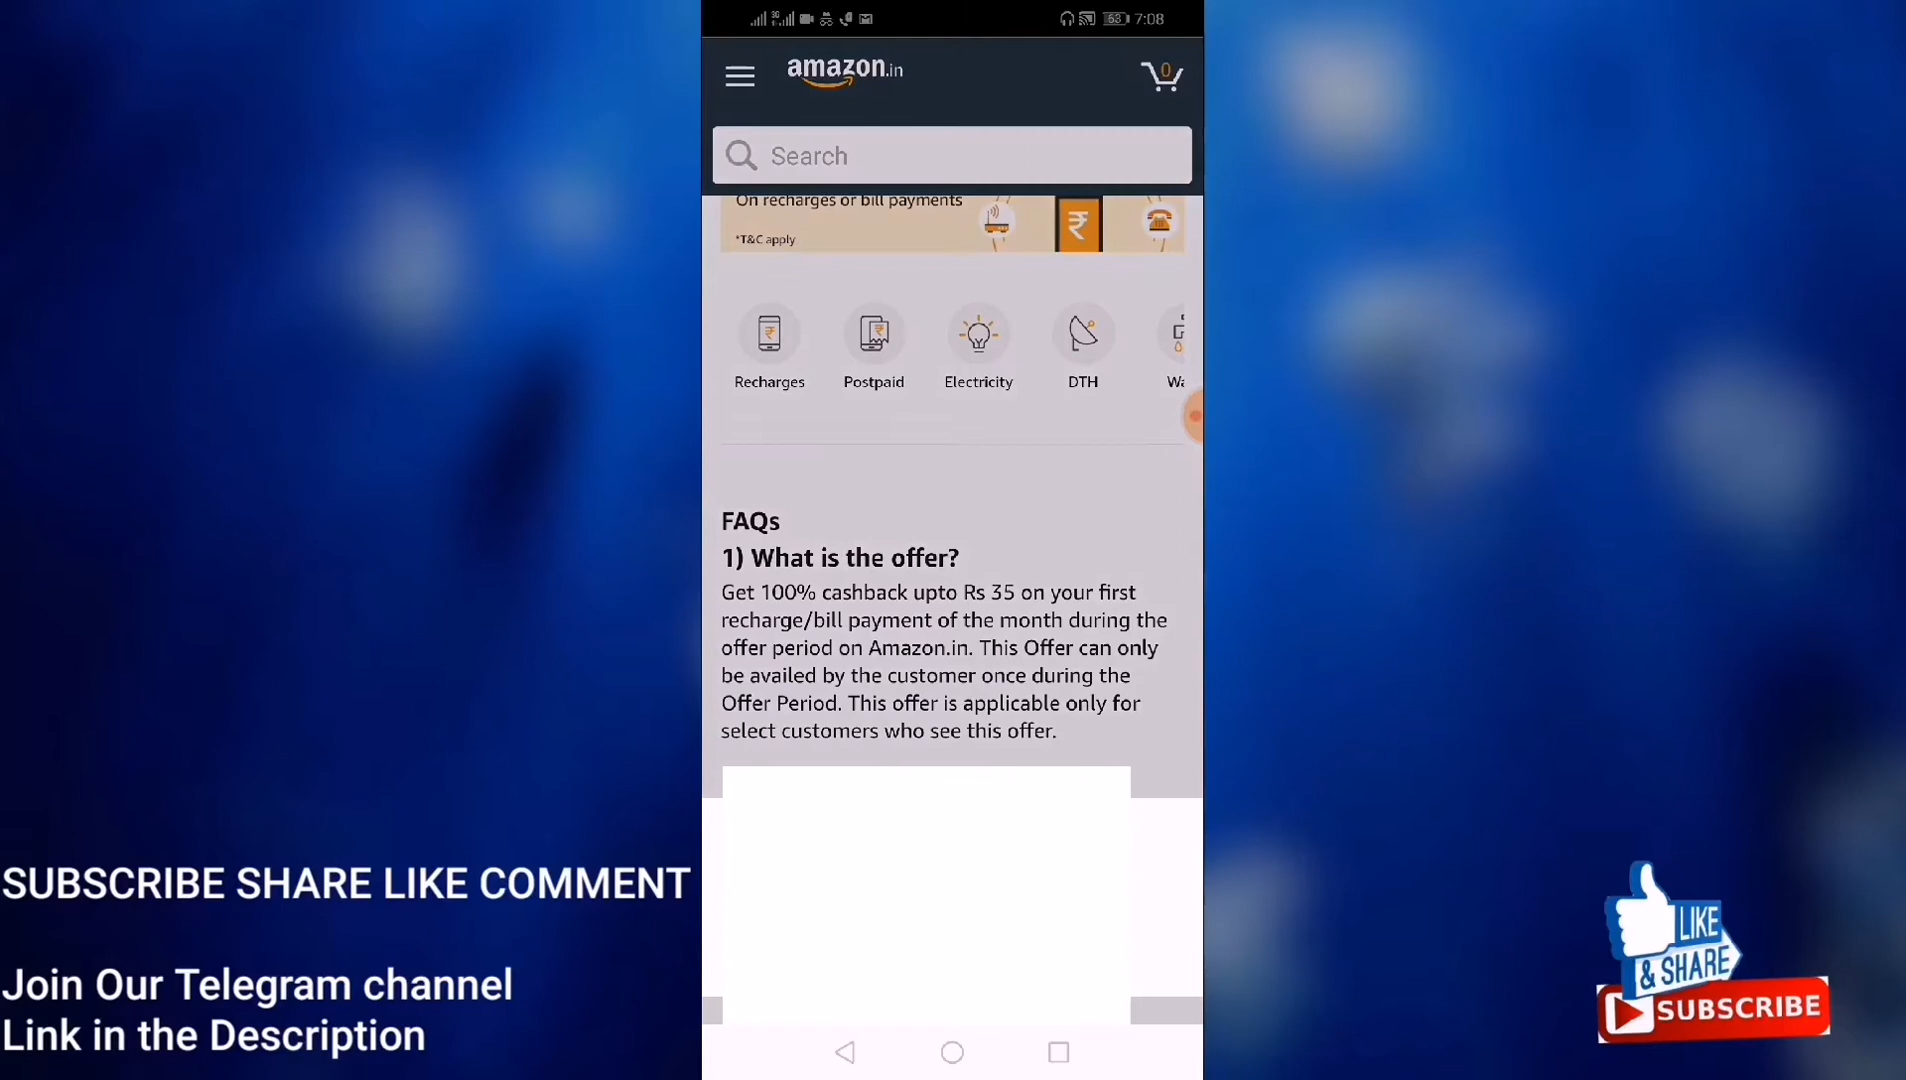 63 7:08
amazon.in
0
Search
On recharges or bill payments
*T&C apply
Recharges Postpaid Electricity DTH Wa
FAQs
1) What is the offer?
Get 100% cashback upto Rs 35 on your first
recharge/bill payment of the month during the
offer period on Amazon.in. This Offer can only
be availed by the customer once during the
Offer Period. This offer is applicable only for
select customers who see this offer.
SUBSCRIBE SHARE LIKE COMMENT
Join Our Telegram channel
Link in the Description
LIKE
& SHARE
SUBSCRIBE